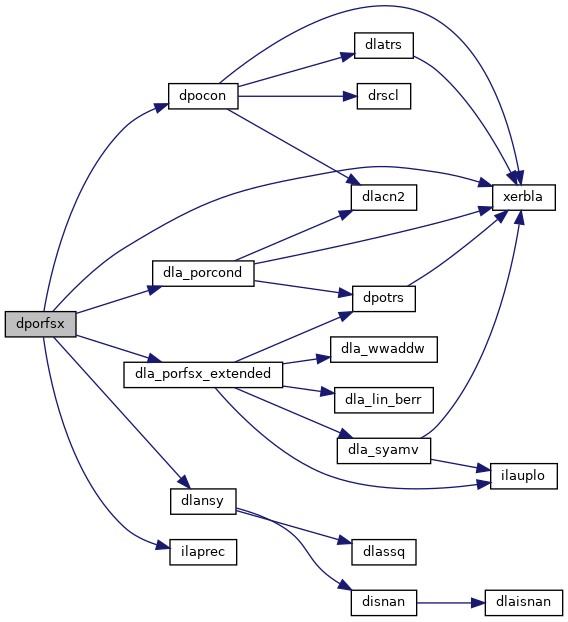 dlatrs
dpocon
drscl
dlacn2
xerbla
dla_porcond
dpotrs
dporfsx
dla_wwaddw
dla_porfsx_extended
dla_lin_berr
dla_syamv
ilauplo
dlansy
ilaprec
dlassq
disnan
dlaisnan